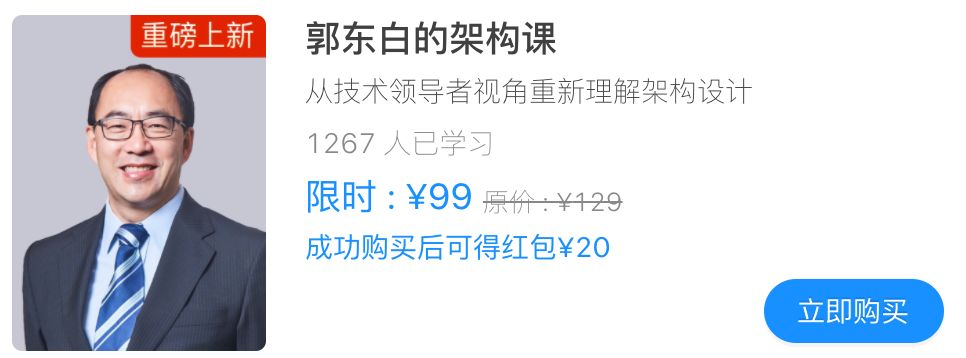 重磅上新
郭东白的架构课
从技术领导者视角重新理解架构设计
1267 人已学习
限时 : ¥99 原价 : ¥129
成功购买后可得红包¥20
立即购买